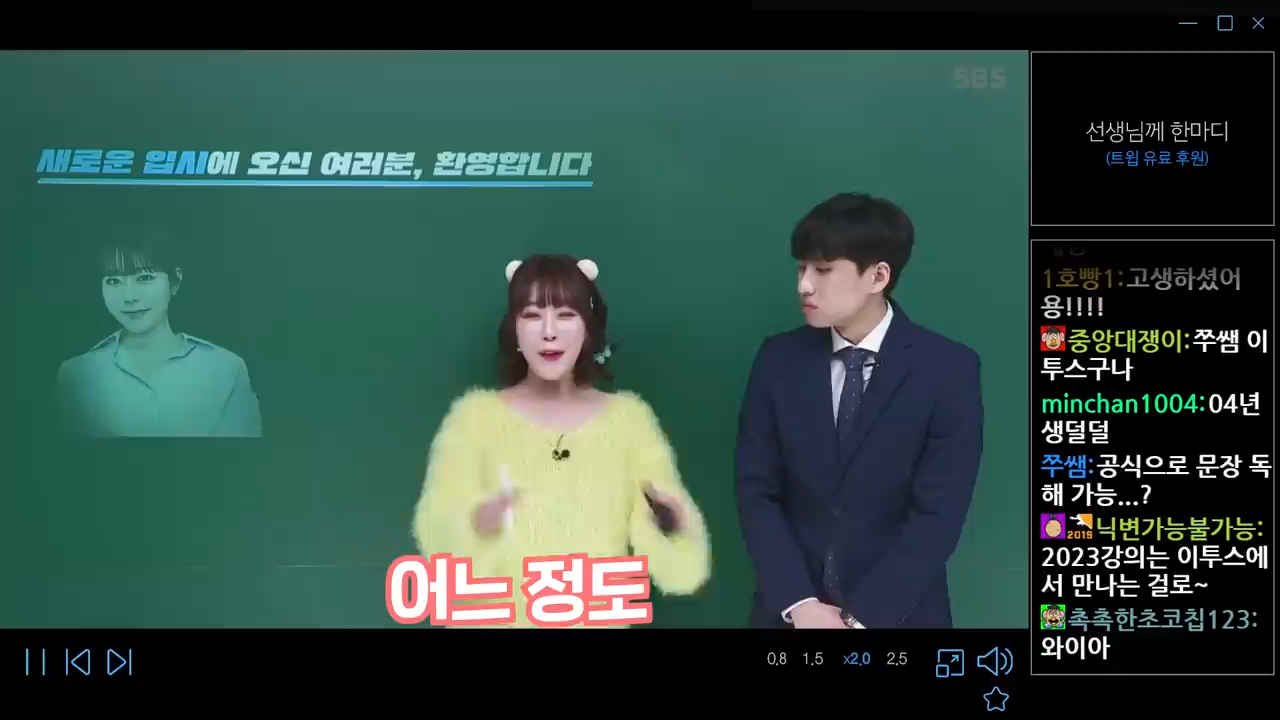 5BS
새로운 입시에 오신 여러분, 환영합니다
어느 정도
0.8 1.5 x2.0 2.5
선생님께 한마디
(트윕 유료 후원)
1호빵1: 고생하셨어
용!!!!
중앙대쟁이: 쭈쌤 이
투스구나
minchan1004: 04년
생덜덜
쭈쌤: 공식으로 문장 독
해 가능...?
2019 닉변가능불가능:
2023강의는 이투스에
서 만나는 걸로~
촉촉한초코칩123:
와이아